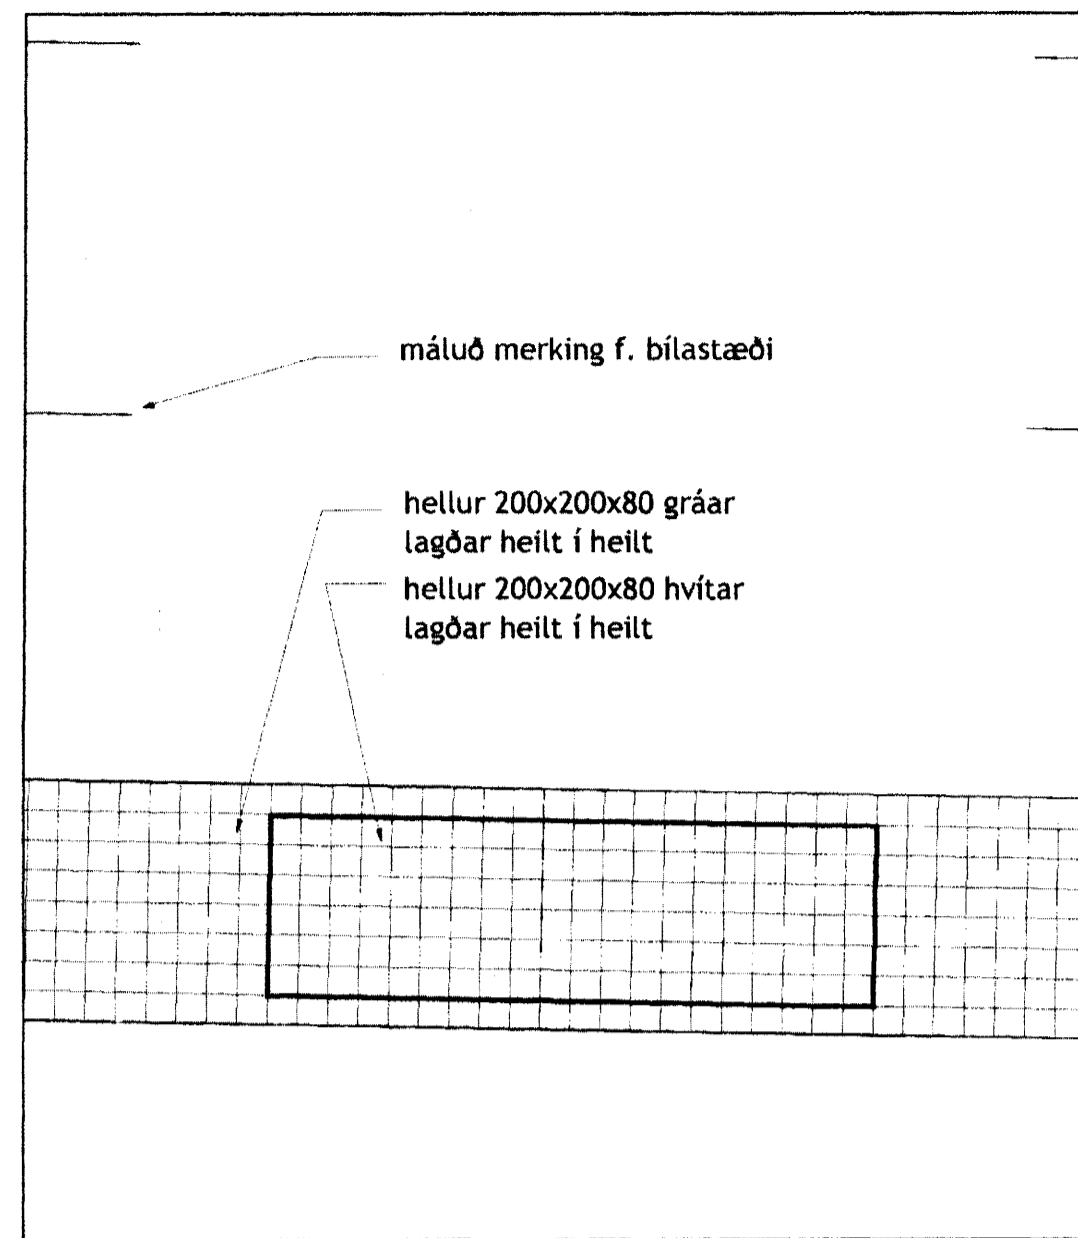 máluð merking f. bílastæði
hellur 200x200x80 gráar
lagðar heilt í heilt
hellur 200x200x80 hvítar
lagðar heilt í heilt